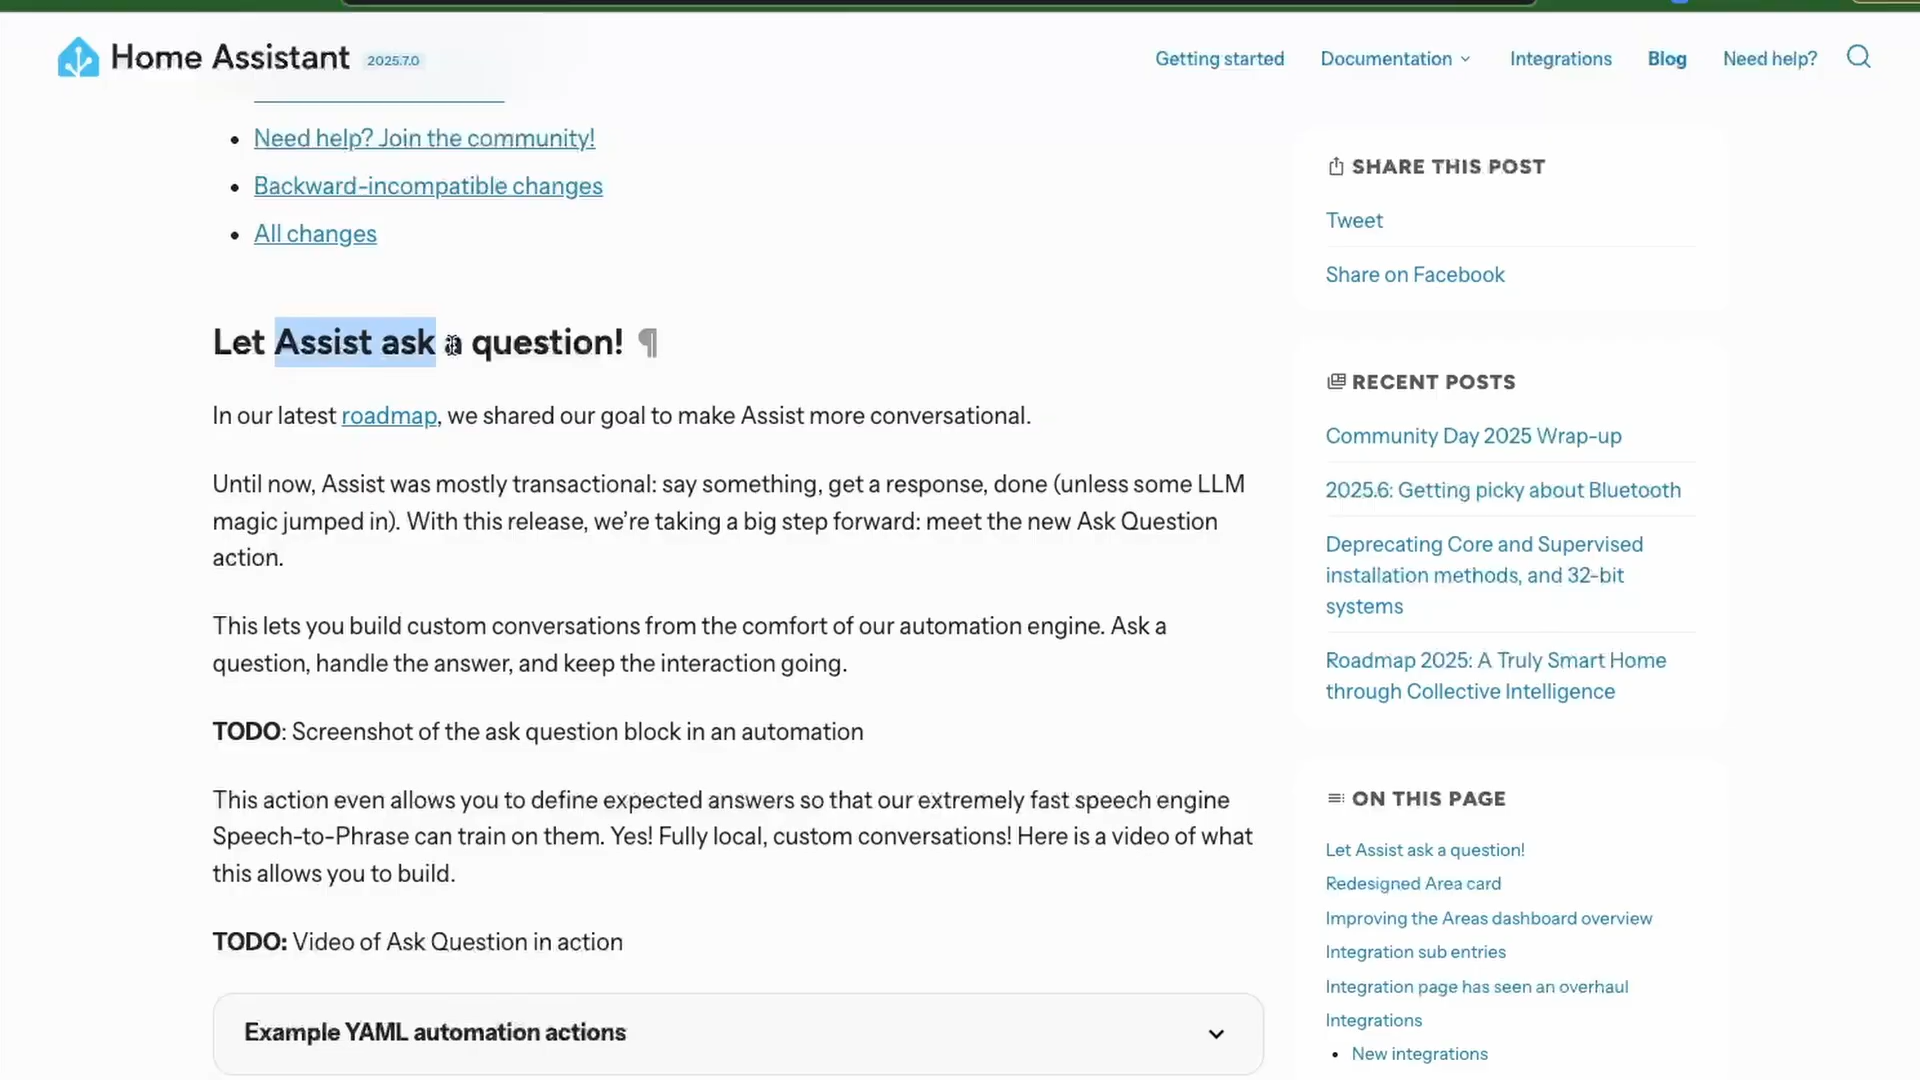 Home Assistant 2025.7.0
Getting started
Documentation
Integrations
Blog
Need help?
Need help? Join the community!
Backward-incompatible changes
All changes
Let Assist ask a question! ¶
In our latest roadmap, we shared our goal to make Assist more conversational.
Until now, Assist was mostly transactional: say something, get a response, done (unless some LLM
magic jumped in). With this release, we’re taking a big step forward: meet the new Ask Question
action.
This lets you build custom conversations from the comfort of our automation engine. Ask a
question, handle the answer, and keep the interaction going.
TODO: Screenshot of the ask question block in an automation
This action even allows you to define expected answers so that our extremely fast speech engine
Speech-to-Phrase can train on them. Yes! Fully local, custom conversations! Here is a video of what
this allows you to build.
TODO: Video of Ask Question in action
Example YAML automation actions
SHARE THIS POST
Tweet
Share on Facebook
RECENT POSTS
Community Day 2025 Wrap-up
2025.6: Getting picky about Bluetooth
Deprecating Core and Supervised
installation methods, and 32-bit
systems
Roadmap 2025: A Truly Smart Home
through Collective Intelligence
ON THIS PAGE
Let Assist ask a question!
Redesigned Area card
Improving the Areas dashboard overview
Integration sub entries
Integration page has seen an overhaul
Integrations
New integrations